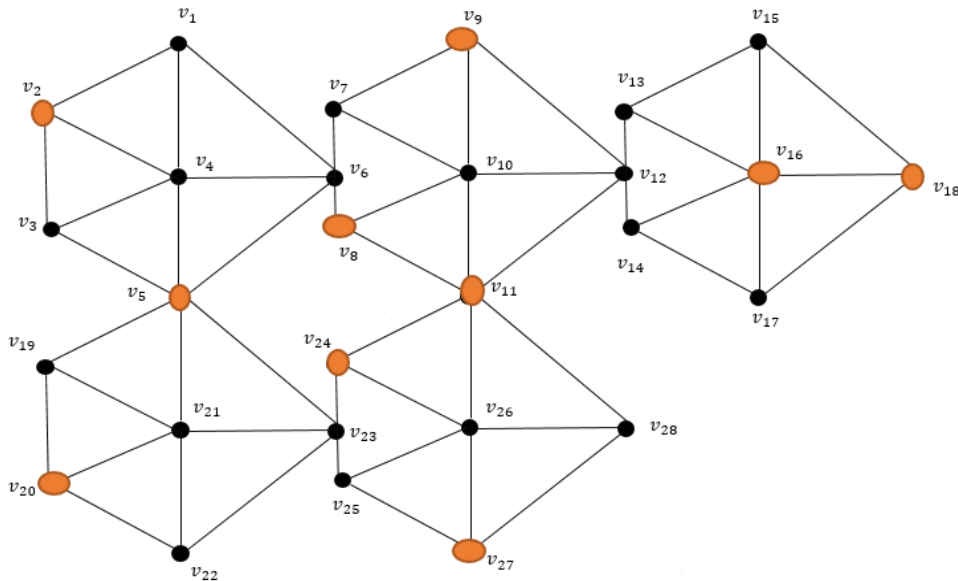 v₁
v₉
v₁₅
v₂
v₇
v₁₃
v₄
v₁₀
v₁₆
v₆
v₁₂
v₁₈
v₃
v₈
v₁₄
v₅
v₁₁
v₁₇
v₁₉
v₂₄
v₂₁
v₂₆
v₂₃
v₂₈
v₂₀
v₂₅
v₂₂
v₂₇